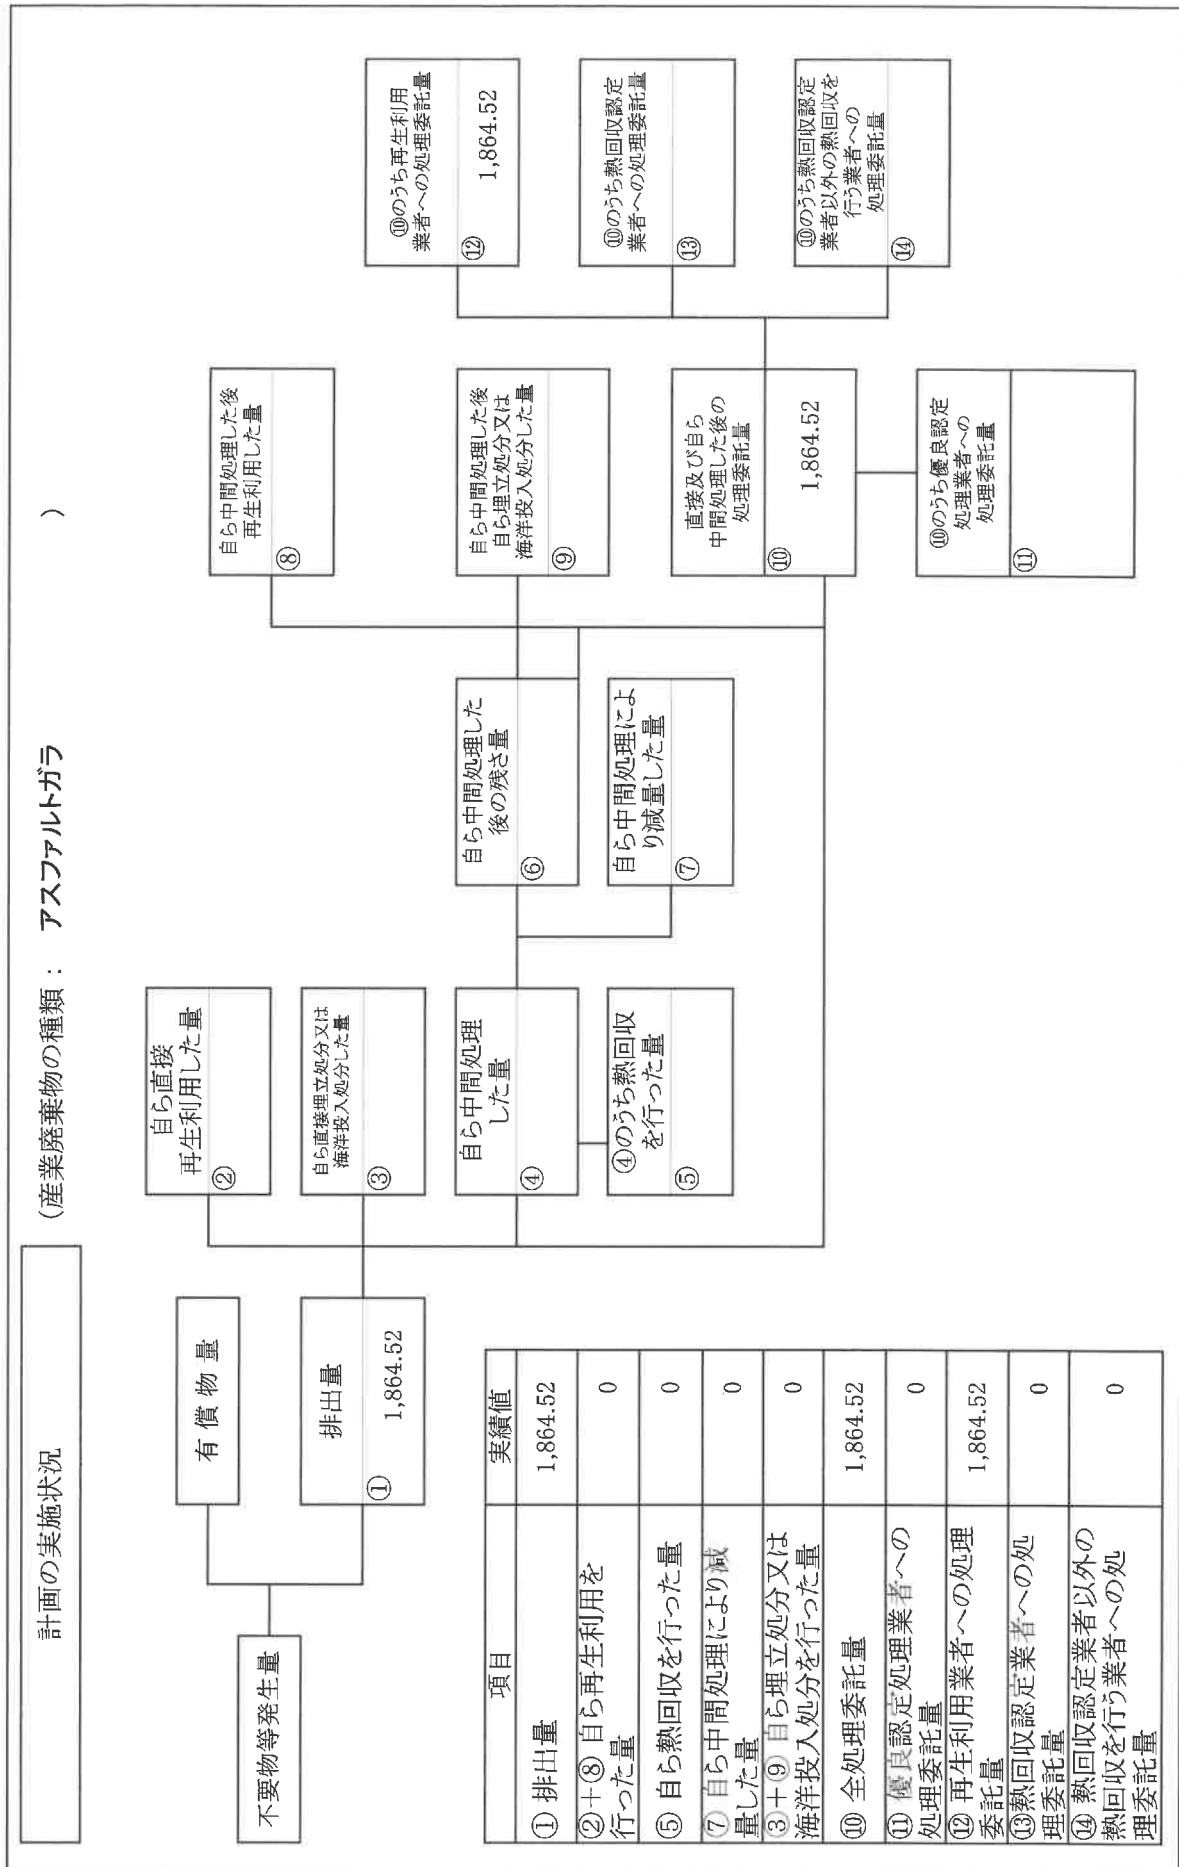 計画の実施状況
(産業廃棄物の種類： アスファルトガラ )
不要物等発生量
有償物量
排出量
①
1,864.52
自ら直接
再生利用した量
②
自ら直接埋立処分又は
海洋投入処分した量
③
自ら中間処理
した量
④
④のうち熱回収
を行った量
⑤
自ら中間処理した
後の残さ量
⑥
自ら中間処理によ
り減量した量
⑦
自ら中間処理した後
再生利用した量
⑧
自ら中間処理した後
自ら埋立処分又は
海洋投入処分した量
⑨
直接及び自ら
中間処理した後の
処理委託量
⑩
1,864.52
⑩のうち優良認定
処理業者への
処理委託量
⑪
⑩のうち再生利用
業者への処理委託量
⑫
1,864.52
⑩のうち熱回収認定
業者への処理委託量
⑬
⑩のうち熱回収認定
業者以外の熱回収を
行う業者への
処理委託量
⑭
項目 実績値
① 排出量 1,864.52
②＋⑧ 自ら再生利用を
行った量 0
⑤ 自ら熱回収を行った量 0
⑦ 自ら中間処理により減
量した量 0
③＋⑨ 自ら埋立処分又は
海洋投入処分を行った量 0
⑩ 全処理委託量 1,864.52
⑪ 優良認定処理業者への
処理委託量 0
⑫ 再生利用業者への処理
委託量 1,864.52
⑬熱回収認定業者への処
理委託量 0
⑭ 熱回収認定業者以外の
熱回収を行う業者への処
理委託量 0